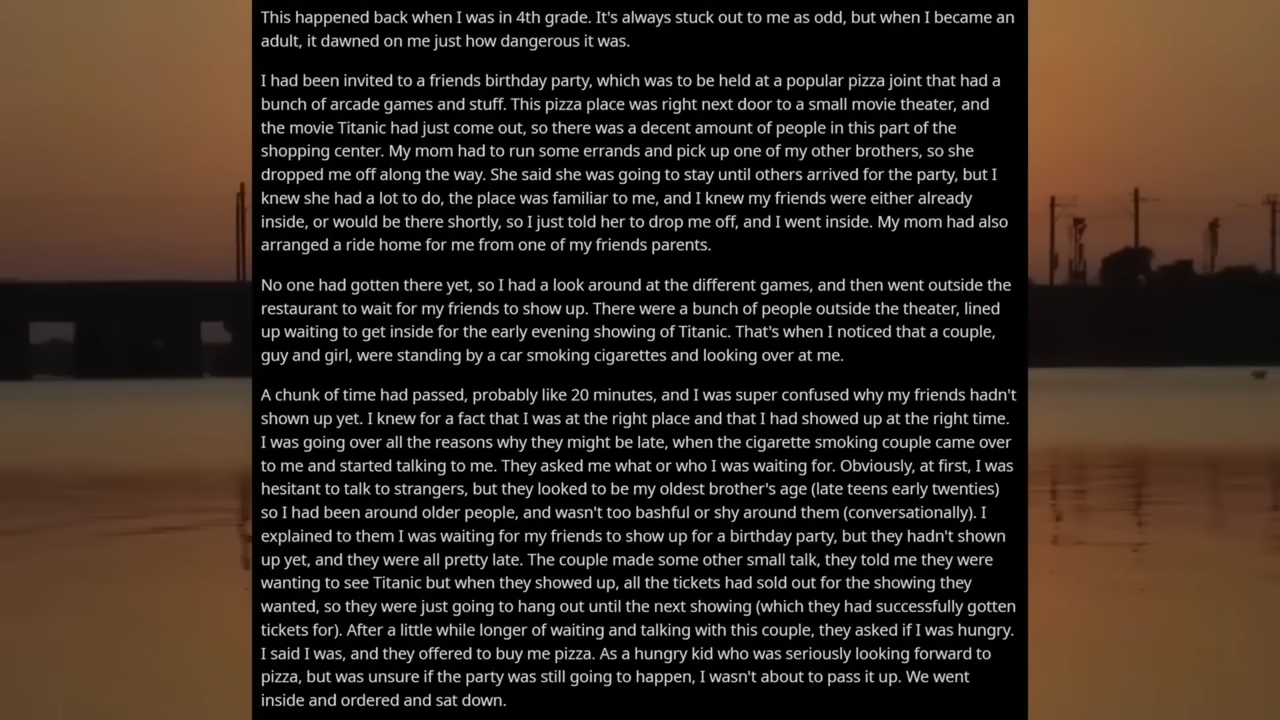 This happened back when I was in 4th grade. It's always stuck out to me as odd, but when I became an
adult, it dawned on me just how dangerous it was.
I had been invited to a friends birthday party, which was to be held at a popular pizza joint that had a
bunch of arcade games and stuff. This pizza place was right next door to a small movie theater, and
the movie Titanic had just come out, so there was a decent amount of people in this part of the
shopping center. My mom had to run some errands and pick up one of my other brothers, so she
dropped me off along the way. She said she was going to stay until others arrived for the party, but I
knew she had a lot to do, the place was familiar to me, and I knew my friends were either already
inside, or would be there shortly, so I just told her to drop me off, and I went inside. My mom had also
arranged a ride home for me from one of my friends parents.
No one had gotten there yet, so I had a look around at the different games, and then went outside the
restaurant to wait for my friends to show up. There were a bunch of people outside the theater, lined
up waiting to get inside for the early evening showing of Titanic. That's when I noticed that a couple,
guy and girl, were standing by a car smoking cigarettes and looking over at me.
A chunk of time had passed, probably like 20 minutes, and I was super confused why my friends hadn't
shown up yet. I knew for a fact that I was at the right place and that I had showed up at the right time.
I was going over all the reasons why they might be late, when the cigarette smoking couple came over
to me and started talking to me. They asked me what or who I was waiting for. Obviously, at first, I was
hesitant to talk to strangers, but they looked to be my oldest brother's age (late teens early twenties)
so I had been around older people, and wasn't too bashful or shy around them (conversationally). I
explained to them I was waiting for my friends to show up for a birthday party, but they hadn't shown
up yet, and they were all pretty late. The couple made some other small talk, they told me they were
wanting to see Titanic but when they showed up, all the tickets had sold out for the showing they
wanted, so they were just going to hang out until the next showing (which they had successfully gotten
tickets for). After a little while longer of waiting and talking with this couple, they asked if I was hungry.
I said I was, and they offered to buy me pizza. As a hungry kid who was seriously looking forward to
pizza, but was unsure if the party was still going to happen, I wasn't about to pass it up. We went
inside and ordered and sat down.